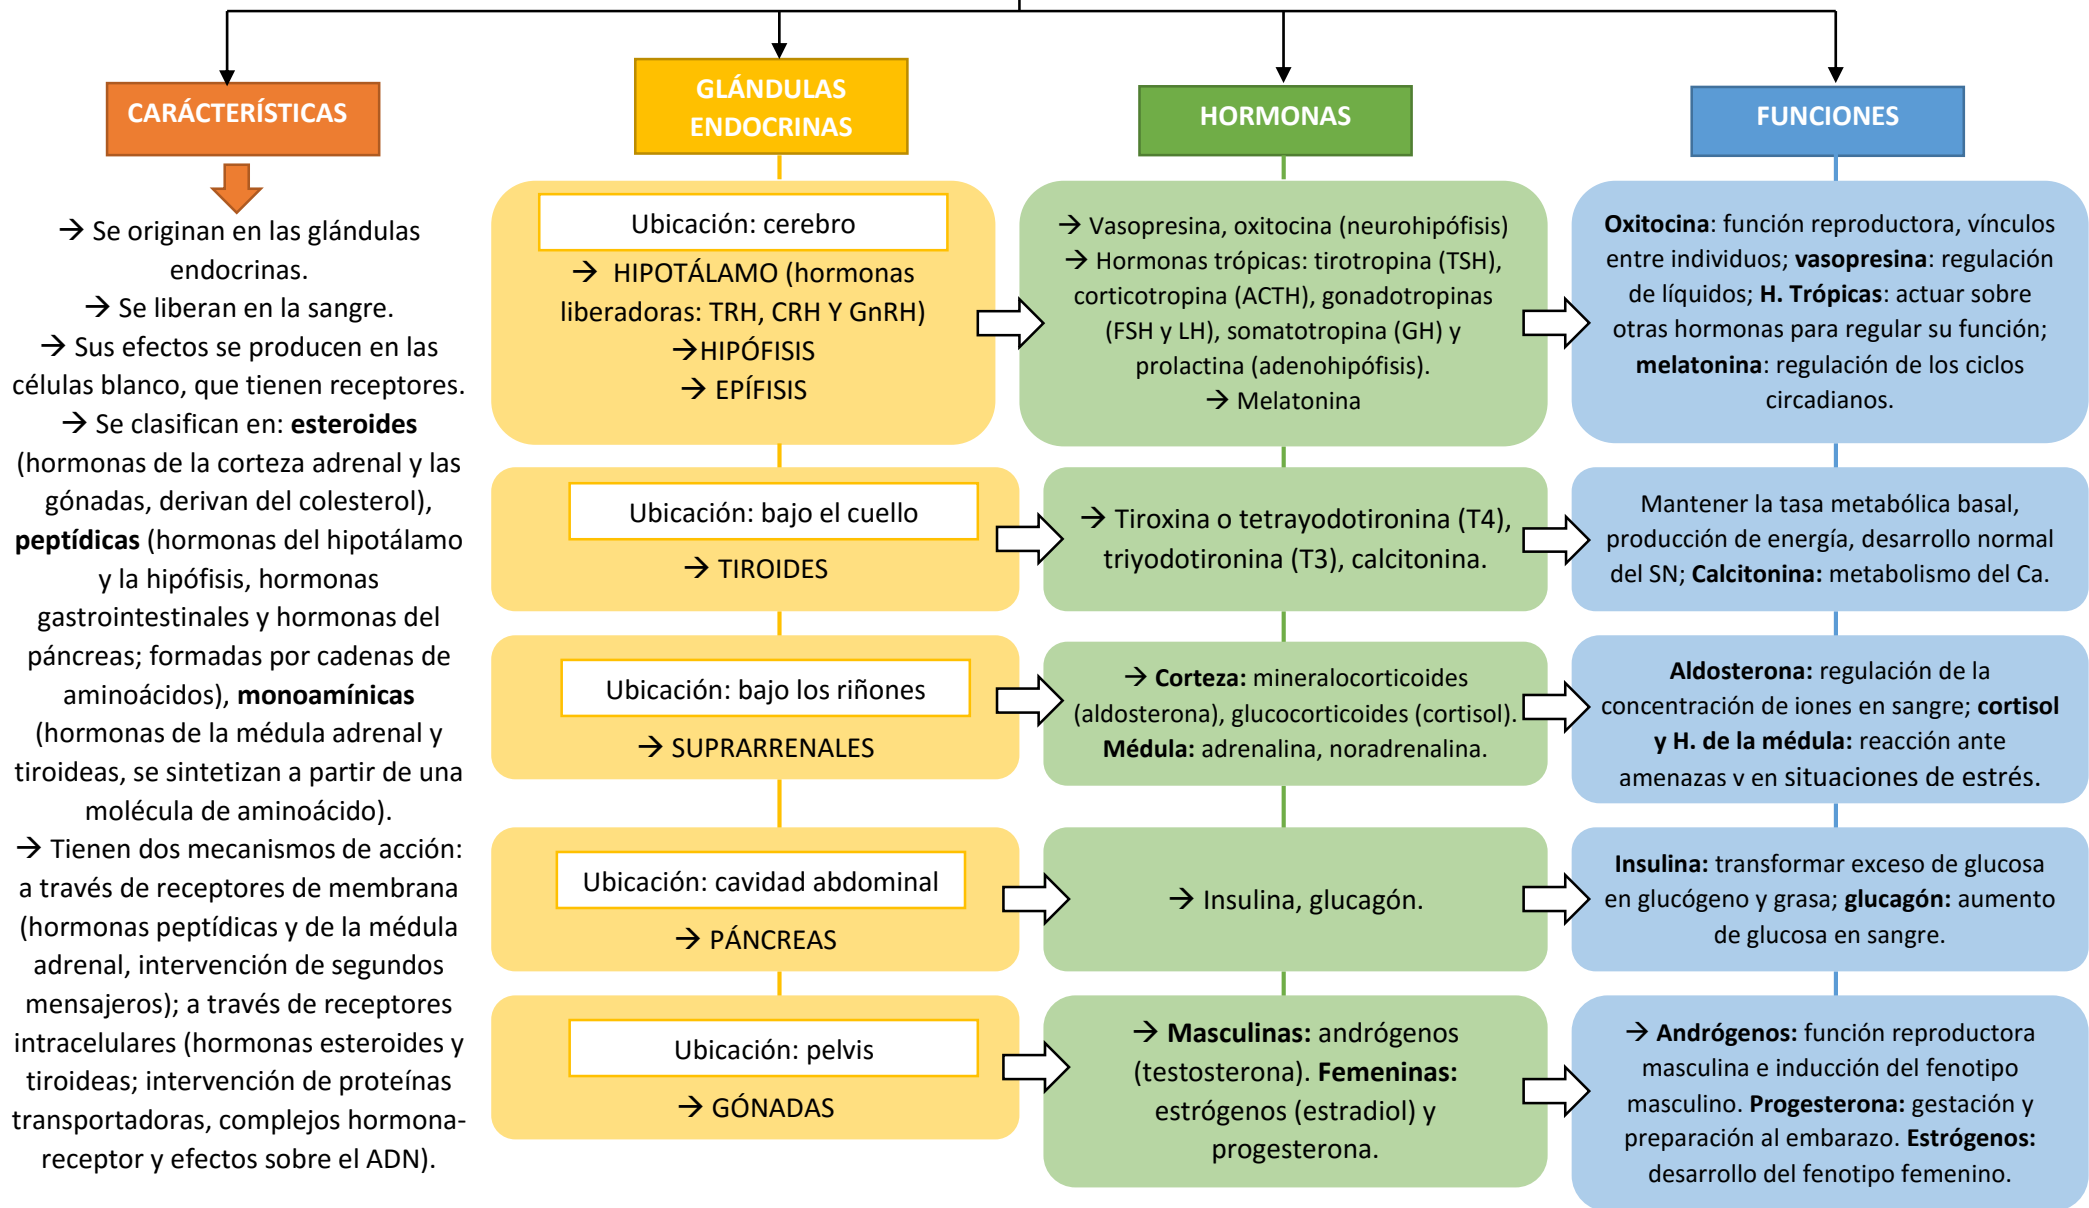 CARÁCTERÍSTICAS
→ Se originan en las glándulas
endocrinas.
→ Se liberan en la sangre.
→ Sus efectos se producen en las
células blanco, que tienen receptores.
→ Se clasifican en: esteroides
(hormonas de la corteza adrenal y las
gónadas, derivan del colesterol),
peptídicas (hormonas del hipotálamo
y la hipófisis, hormonas
gastrointestinales y hormonas del
páncreas; formadas por cadenas de
aminoácidos), monoamínicas
(hormonas de la médula adrenal y
tiroideas, se sintetizan a partir de una
molécula de aminoácido).
→ Tienen dos mecanismos de acción:
a través de receptores de membrana
(hormonas peptídicas y de la médula
adrenal, intervención de segundos
mensajeros); a través de receptores
intracelulares (hormonas esteroides y
tiroideas; intervención de proteínas
transportadoras, complejos hormona-
receptor y efectos sobre el ADN).
GLÁNDULAS
ENDOCRINAS
Ubicación: cerebro
→ HIPOTÁLAMO (hormonas
liberadoras: TRH, CRH Y GnRH)
→HIPÓFISIS
→ EPÍFISIS
Ubicación: bajo el cuello
→ TIROIDES
Ubicación: bajo los riñones
→ SUPRARRENALES
Ubicación: cavidad abdominal
→ PÁNCREAS
Ubicación: pelvis
→ GÓNADAS
HORMONAS
→ Vasopresina, oxitocina (neurohipófisis)
→ Hormonas trópicas: tirotropina (TSH),
corticotropina (ACTH), gonadotropinas
(FSH y LH), somatotropina (GH) y
prolactina (adenohipófisis).
→ Melatonina
→ Tiroxina o tetrayodotironina (T4),
triyodotironina (T3), calcitonina.
→ Corteza: mineralocorticoides
(aldosterona), glucocorticoides (cortisol).
Médula: adrenalina, noradrenalina.
→ Insulina, glucagón.
→ Masculinas: andrógenos
(testosterona). Femeninas:
estrógenos (estradiol) y
progesterona.
FUNCIONES
Oxitocina: función reproductora, vínculos
entre individuos; vasopresina: regulación
de líquidos; H. Trópicas: actuar sobre
otras hormonas para regular su función;
melatonina: regulación de los ciclos
circadianos.
Mantener la tasa metabólica basal,
producción de energía, desarrollo normal
del SN; Calcitonina: metabolismo del Ca.
Aldosterona: regulación de la
concentración de iones en sangre; cortisol
y H. de la médula: reacción ante
amenazas y en situaciones de estrés.
Insulina: transformar exceso de glucosa
en glucógeno y grasa; glucagón: aumento
de glucosa en sangre.
→ Andrógenos: función reproductora
masculina e inducción del fenotipo
masculino. Progesterona: gestación y
preparación al embarazo. Estrógenos:
desarrollo del fenotipo femenino.